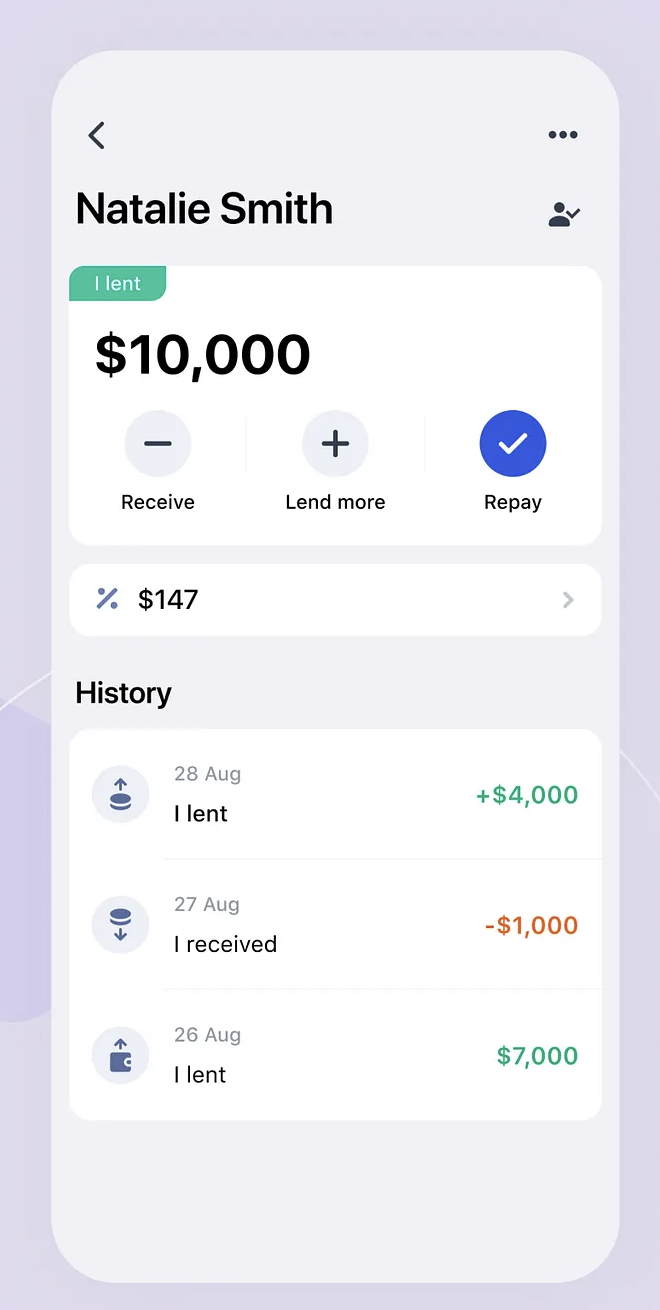 Natalie Smith
I lent
$10,000
Receive
Lend more
Repay
$147
History
28 Aug
I lent
+$4,000
27 Aug
I received
-$1,000
26 Aug
I lent
$7,000